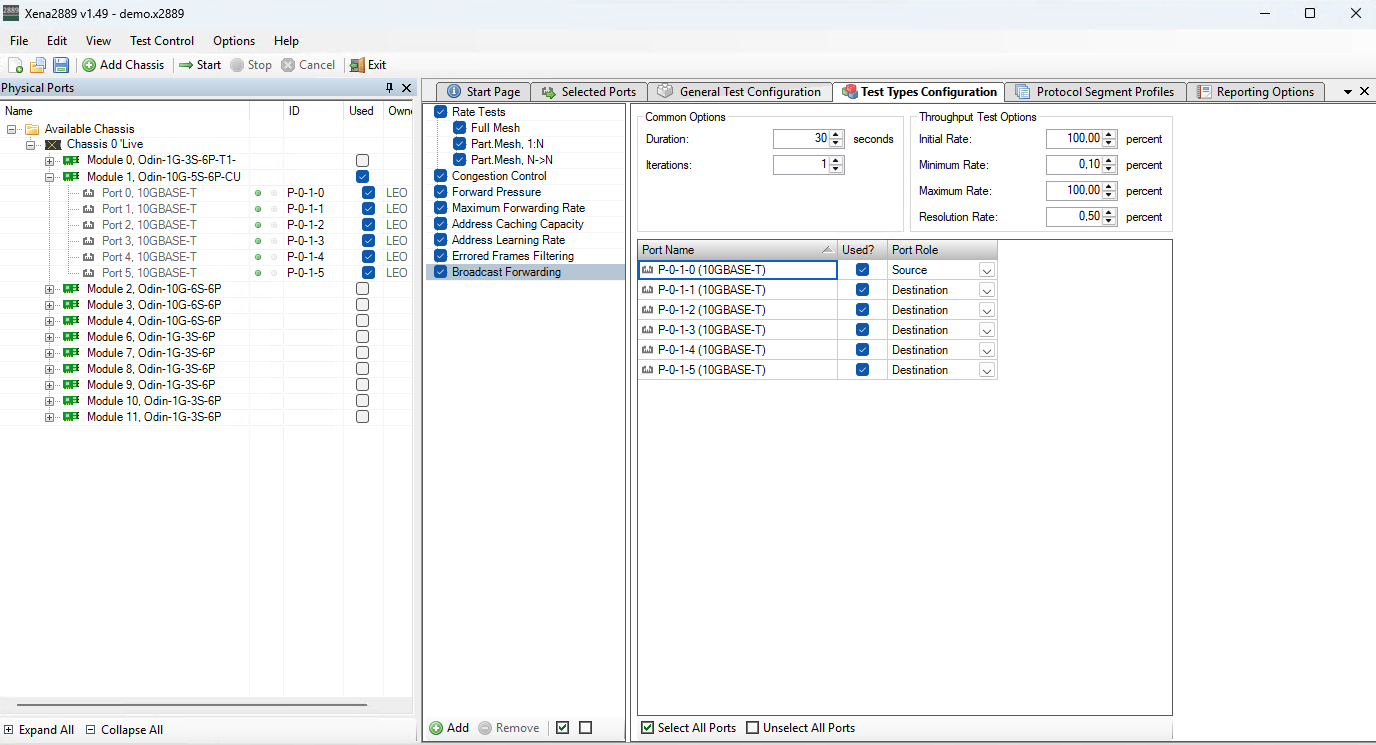 Xena2889 v1.49 - demo.x2889
File Edit View Test Control Options Help
Add Chassis Start Stop Cancel Exit
Physical Ports
Name ID Used Owne
Available Chassis
Chassis 0 'Live
Module 0, Odin-1G-3S-6P-T1-
Module 1, Odin-10G-5S-6P-CU
Port 0, 10GBASE-T P-0-1-0 LEO
Port 1, 10GBASE-T P-0-1-1 LEO
Port 2, 10GBASE-T P-0-1-2 LEO
Port 3, 10GBASE-T P-0-1-3 LEO
Port 4, 10GBASE-T P-0-1-4 LEO
Port 5, 10GBASE-T P-0-1-5 LEO
Module 2, Odin-10G-6S-6P
Module 3, Odin-10G-6S-6P
Module 4, Odin-10G-6S-6P
Module 6, Odin-1G-3S-6P
Module 7, Odin-1G-3S-6P
Module 8, Odin-1G-3S-6P
Module 9, Odin-1G-3S-6P
Module 10, Odin-1G-3S-6P
Module 11, Odin-1G-3S-6P
Expand All Collapse All
Start Page Selected Ports General Test Configuration Test Types Configuration Protocol Segment Profiles Reporting Options
Rate Tests
Full Mesh
Part.Mesh, 1:N
Part.Mesh, N->N
Congestion Control
Forward Pressure
Maximum Forwarding Rate
Address Caching Capacity
Address Learning Rate
Errored Frames Filtering
Broadcast Forwarding
Add Remove
Common Options
Duration: 30 seconds
Iterations: 1
Throughput Test Options
Initial Rate: 100,00 percent
Minimum Rate: 0,10 percent
Maximum Rate: 100,00 percent
Resolution Rate: 0,50 percent
Port Name Used? Port Role
P-0-1-0 (10GBASE-T) Source
P-0-1-1 (10GBASE-T) Destination
P-0-1-2 (10GBASE-T) Destination
P-0-1-3 (10GBASE-T) Destination
P-0-1-4 (10GBASE-T) Destination
P-0-1-5 (10GBASE-T) Destination
Select All Ports Unselect All Ports